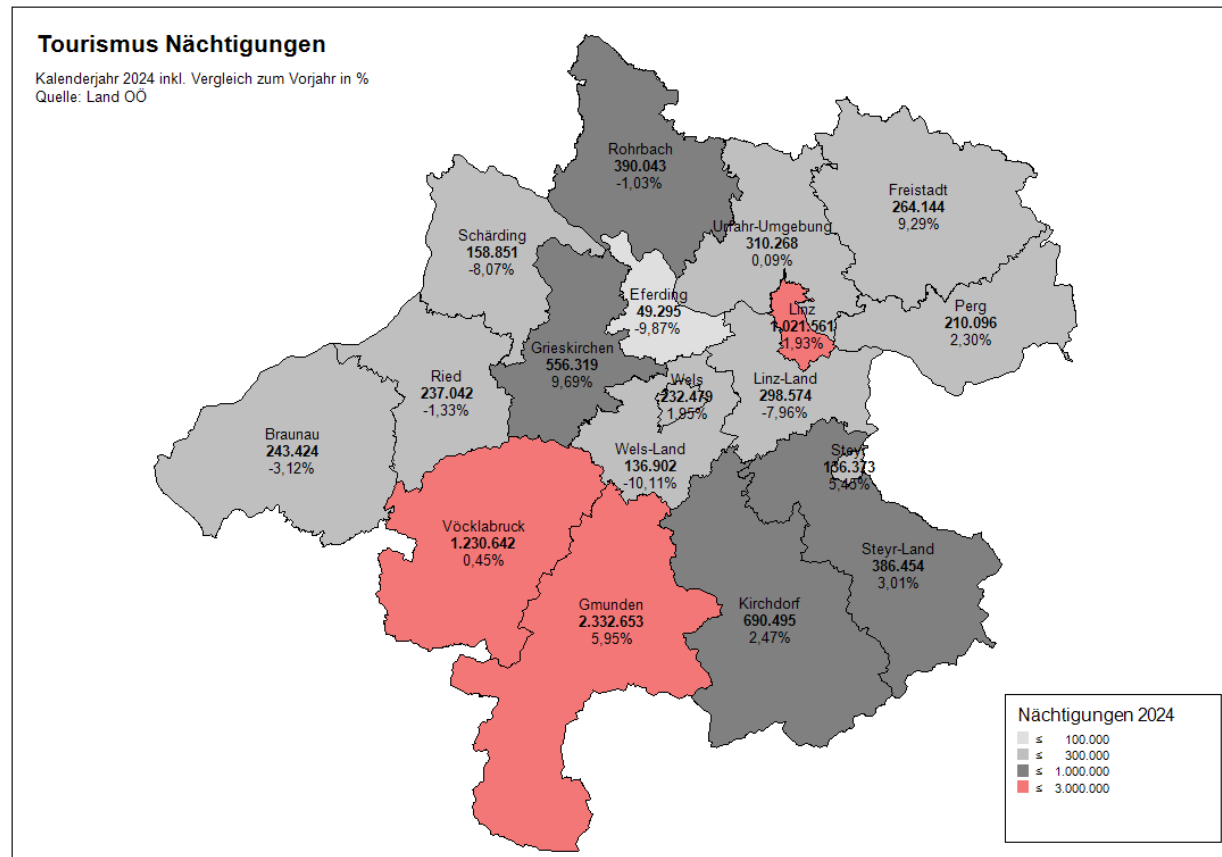 Tourismus Nächtigungen
Kalenderjahr 2024 inkl. Vergleich zum Vorjahr in %
Quelle: Land OÖ
Rohrbach
390.043
-1,03%
Freistadt
264.144
9,29%
Urfahr-Umgebung
310.268
0,09%
Schärding
158.851
-8,07%
Eferding
49.295
-9,87%
Linz
1.021.561
1,93%
Perg
210.096
2,30%
Grieskirchen
556.319
9,69%
Ried
237.042
-1,33%
Wels
232.479
1,95%
Linz-Land
298.574
-7,96%
Braunau
243.424
-3,12%
Wels-Land
136.902
-10,11%
Steyr
136.373
5,45%
Vöcklabruck
1.230.642
0,45%
Steyr-Land
386.454
3,01%
Gmunden
2.332.653
5,95%
Kirchdorf
690.495
2,47%
Nächtigungen 2024
≤ 100.000
≤ 300.000
≤ 1.000.000
≤ 3.000.000